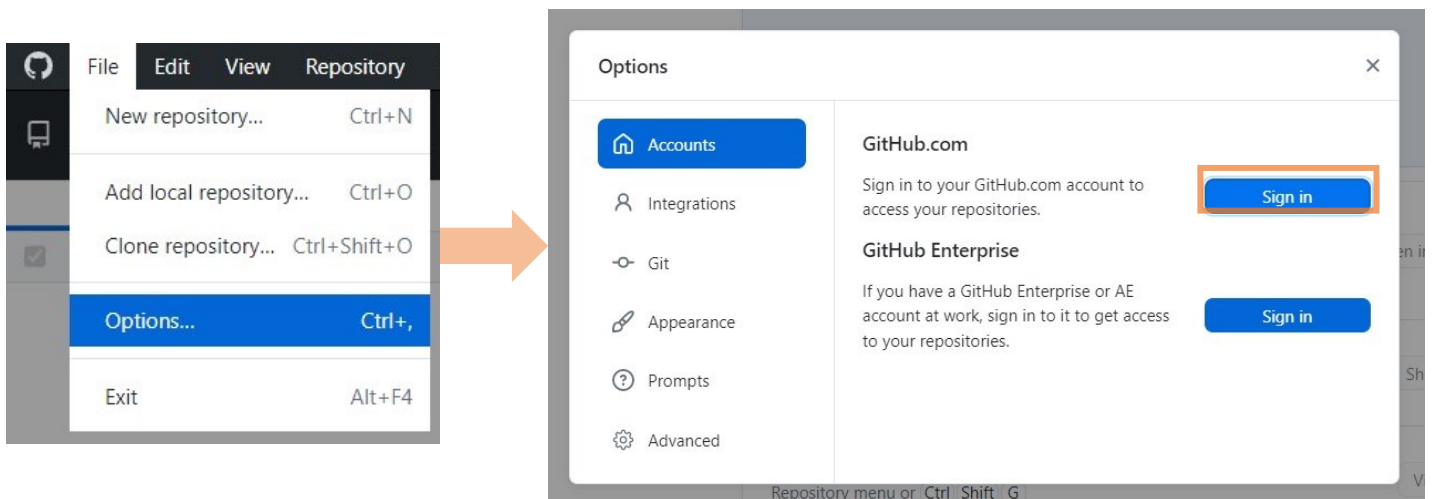 File Edit View Repository
New repository... Ctrl+N
Add local repository... Ctrl+O
Clone repository... Ctrl+Shift+O
Options... Ctrl+,
Exit Alt+F4
Options
Accounts
Integrations
Git
Appearance
Prompts
Advanced
GitHub.com
Sign in to your GitHub.com account to
access your repositories.
Sign in
GitHub Enterprise
If you have a GitHub Enterprise or AE
account at work, sign in to it to get access
to your repositories.
Sign in
Repository menu or Ctrl Shift G